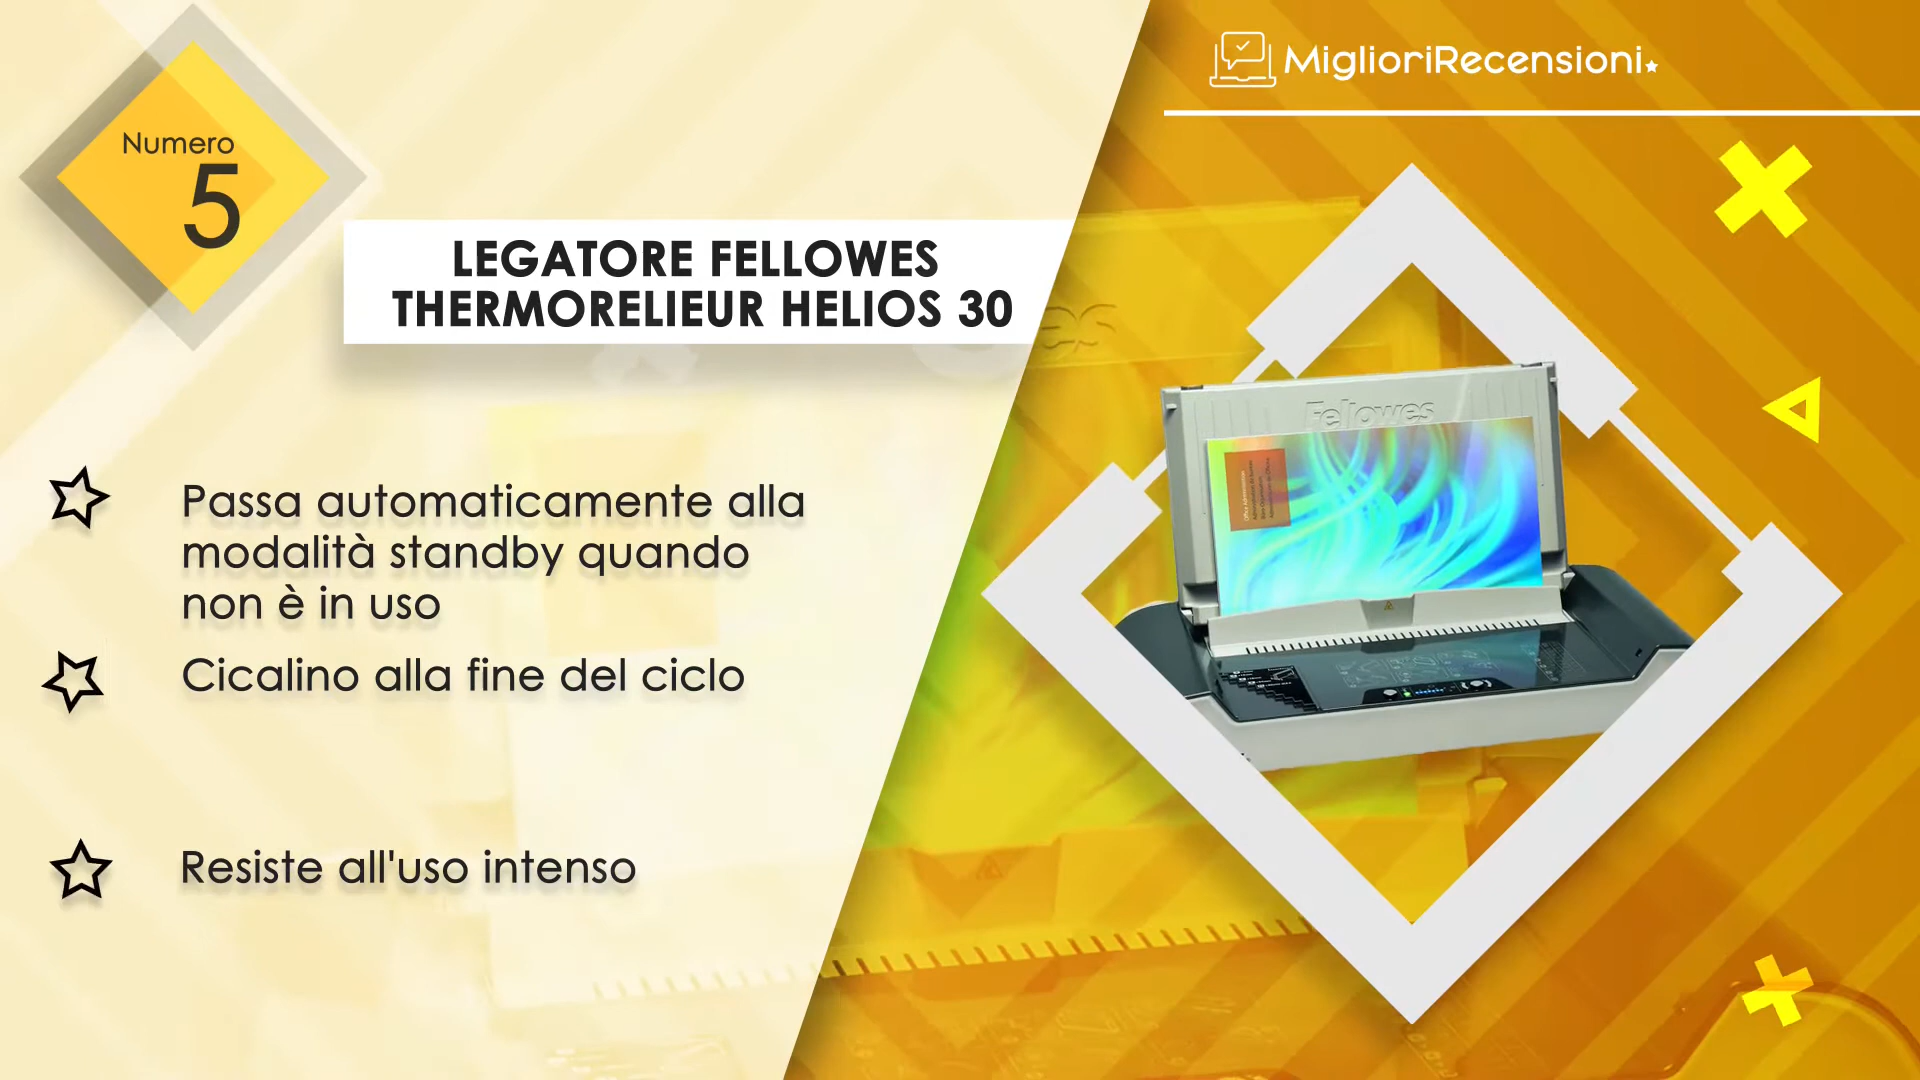 Numero
5
MiglioriRecensioni
LEGATORE FELLOWES
THERMORELIEUR HELIOS 30
Passa automaticamente alla
modalità standby quando
non è in uso
Cicalino alla fine del ciclo
Resiste all'uso intenso
Fellowes